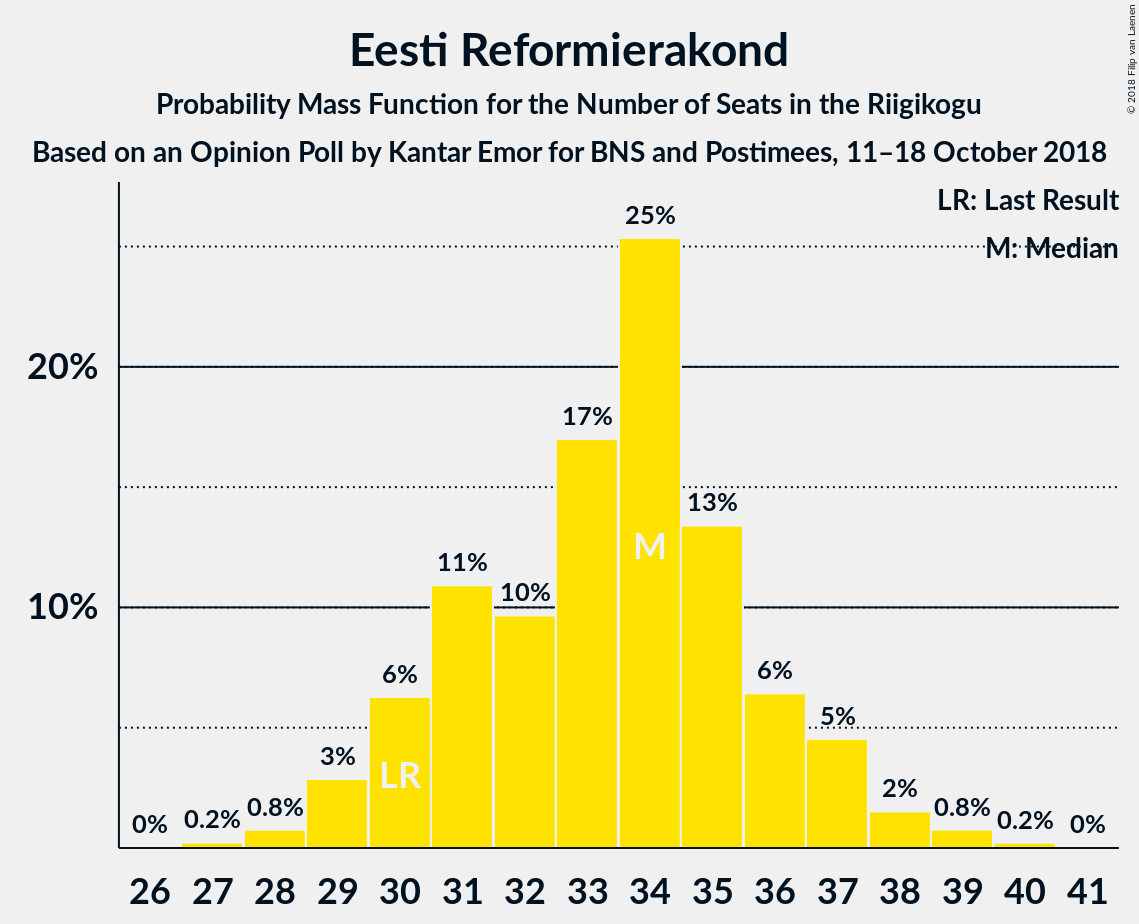 Eesti Reformierakond
Probability Mass Function for the Number of Seats in the Riigikogu
Based on an Opinion Poll by Kantar Emor for BNS and Postimees, 11–18 October 2018
© 2018 Filip van Laenen
LR: Last Result
M: Median
25%
20%
17%
13%
M
11%
10%
10%
6%
6%
5%
3%
LR
2%
0%
0.2%
0.8%
0.8%
0.2%
0%
26 27 28 29 30 31 32 33 34 35 36 37 38 39 40 41